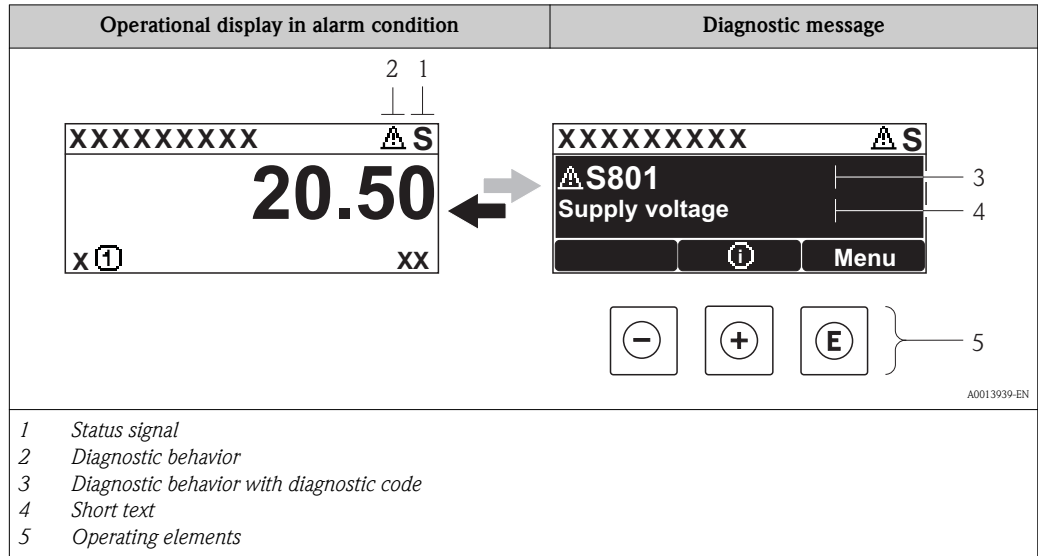 Operational display in alarm condition
Diagnostic message
2 1
XXXXXXXXX ⚠ S
20.50
X ① XX
XXXXXXXXX ⚠ S
⚠S801
3
Supply voltage
4
ⓘ Menu
- + E
5
A0013939-EN
1 Status signal
2 Diagnostic behavior
3 Diagnostic behavior with diagnostic code
4 Short text
5 Operating elements